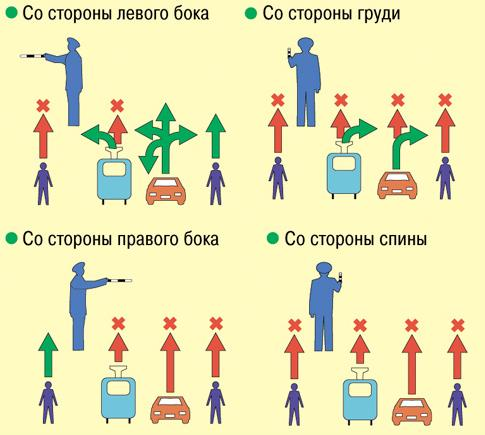 Со стороны левого бока
Со стороны груди
Со стороны правого бока
Со стороны спины